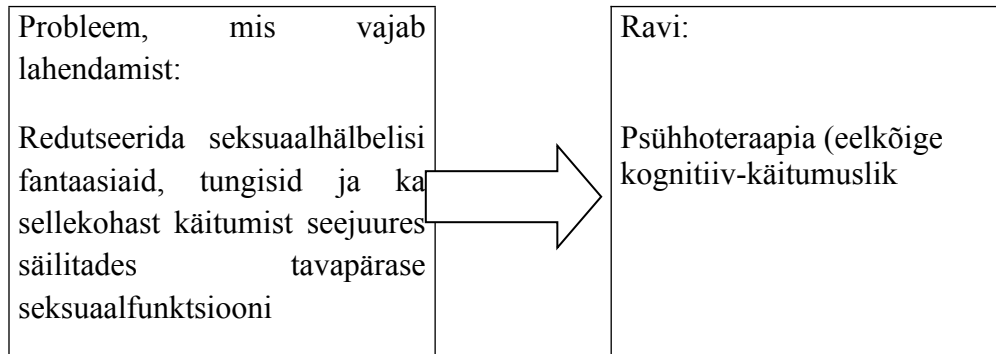 Probleem, mis vajab
lahendamist:
Redutseerida seksuaalhälbelisi
fantaasiaid, tungisid ja ka
sellekohast käitumist seejuures
säilitades tavapärase
seksuaalfunktsiooni
Ravi:
Psühhoteraapia (eelkõige
kognitiiv-käitumuslik